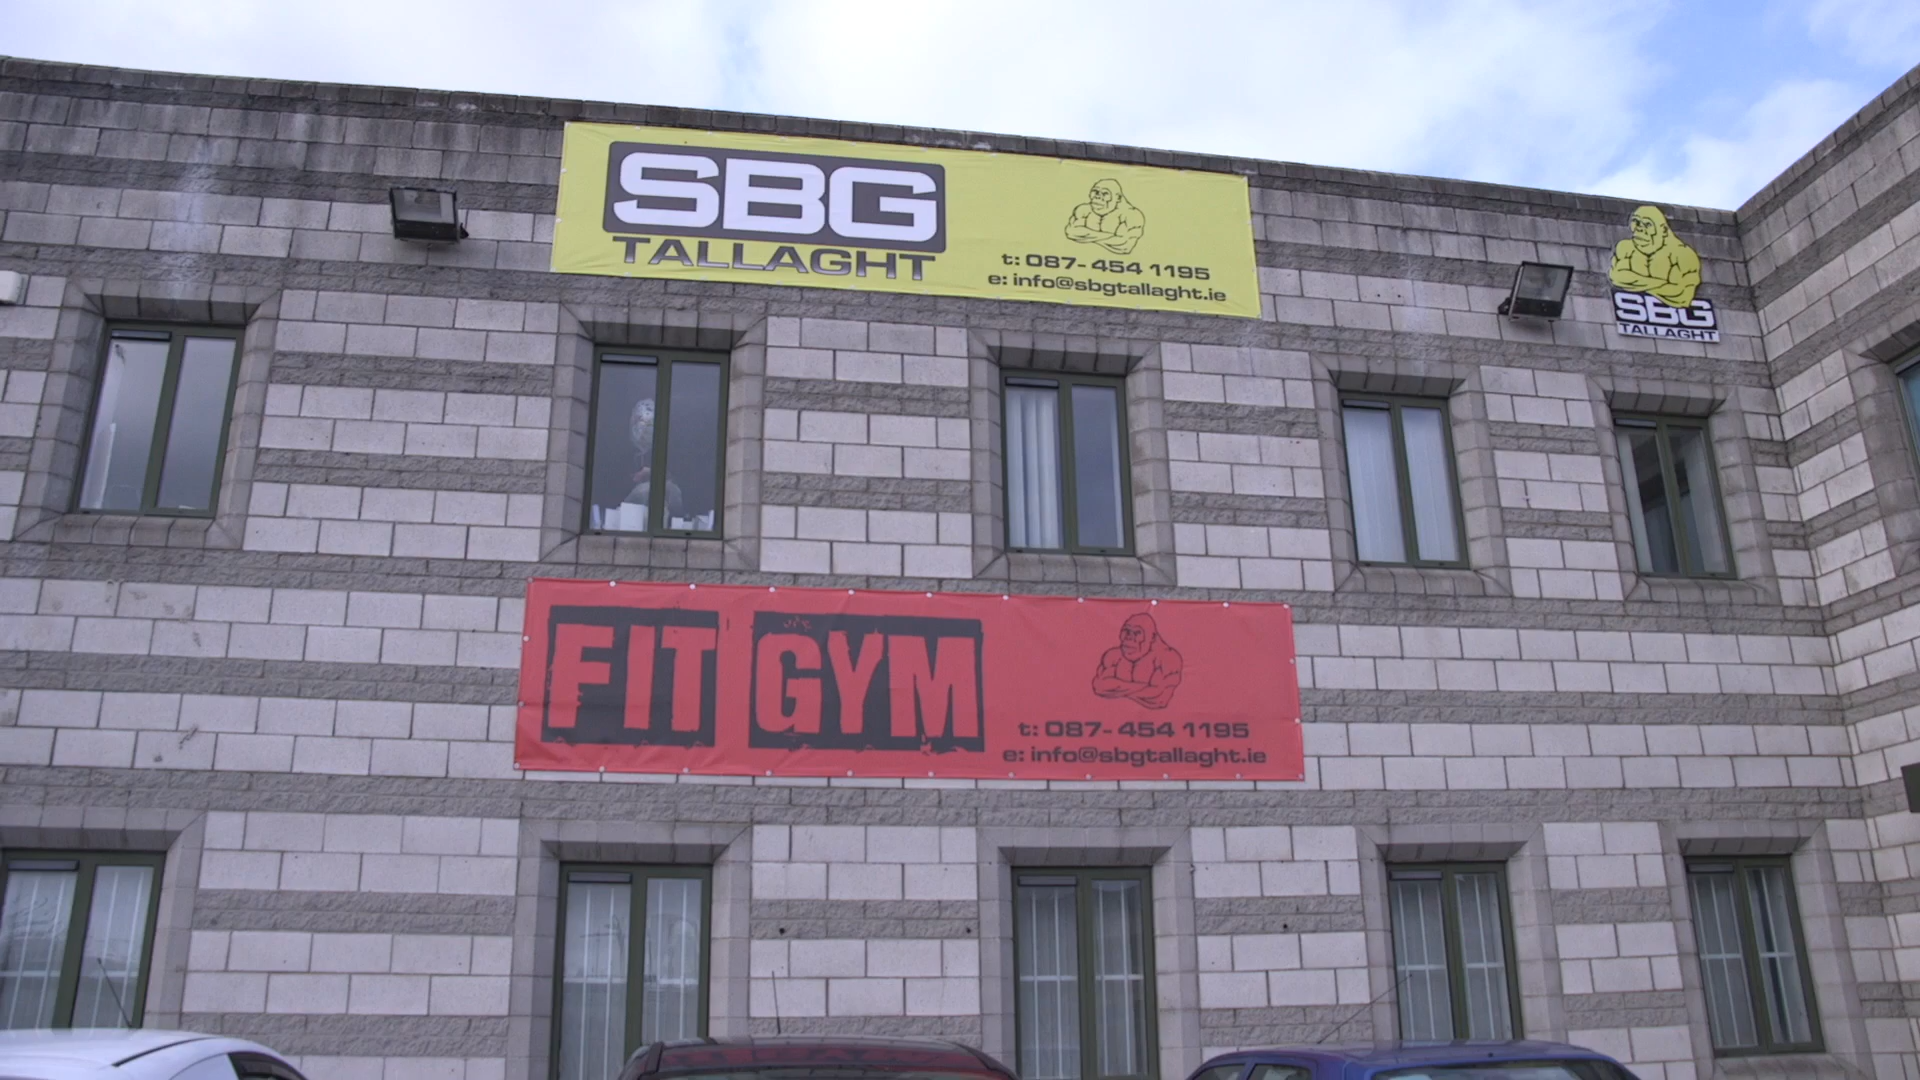 SBG
TALLAGHT
t: 087-454 1195
e: info@sbgtallaght.ie
SBG
TALLAGHT
FIT GYM
t: 087-454 1195
e: info@sbgtallaght.ie